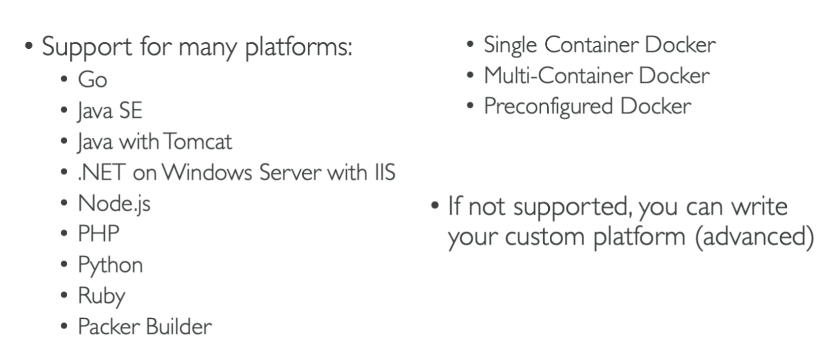 • Support for many platforms:
• Go
• Java SE
• Java with Tomcat
• .NET on Windows Server with IIS
• Node.js
• PHP
• Python
• Ruby
• Packer Builder
• Single Container Docker
• Multi-Container Docker
• Preconfigured Docker
• If not supported, you can write
your custom platform (advanced)